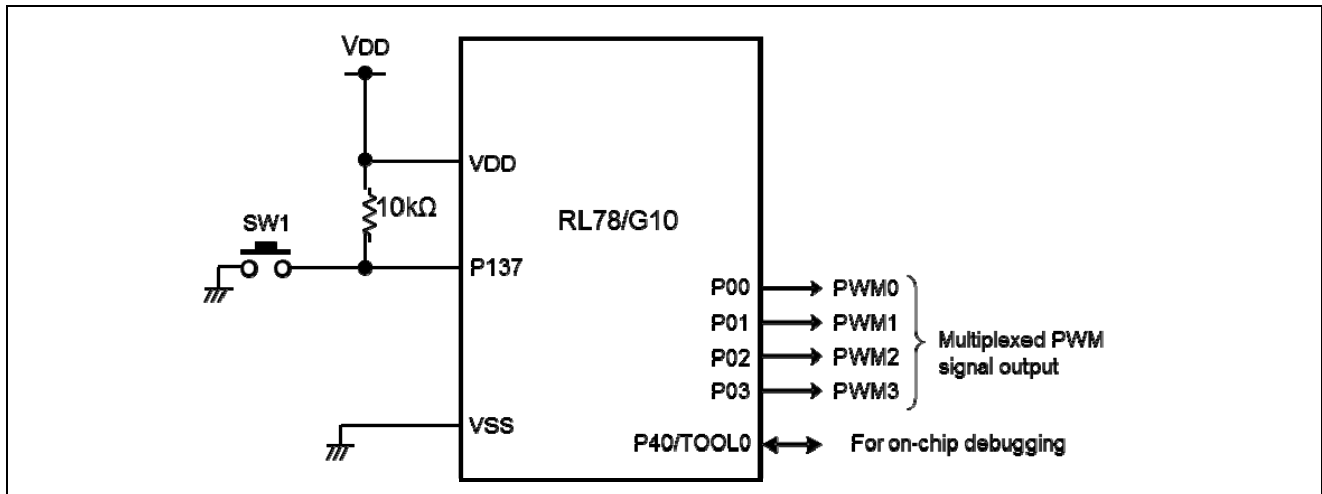 VDD
VDD
10kΩ
SW1
RL78/G10
P137
P00 PWM0
P01 PWM1
Multiplexed PWM
signal output
P02 PWM2
P03 PWM3
VSS
P40/TOOL0 For on-chip debugging